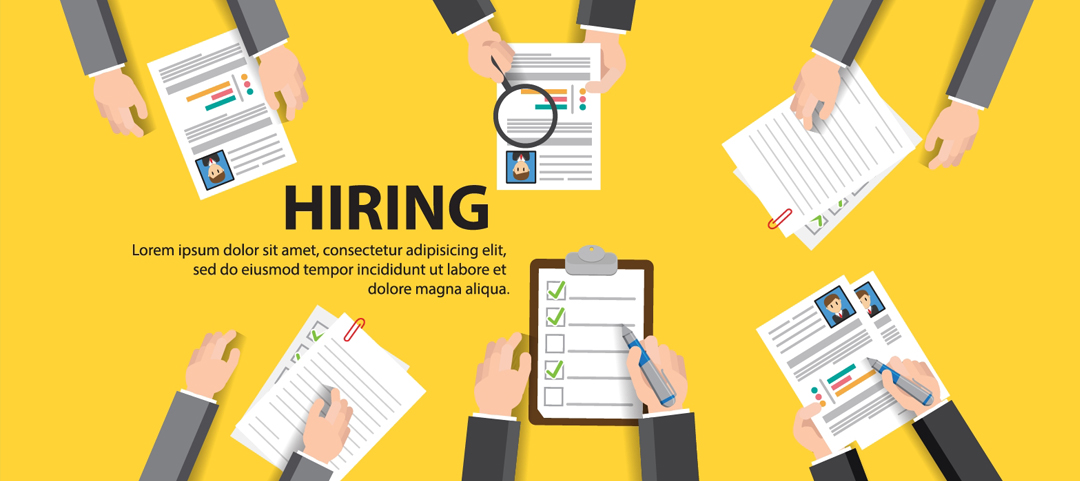 HIRING
Lorem ipsum dolor sit amet, consectetur adipisicing elit,
sed do eiusmod tempor incididunt ut labore et
dolore magna aliqua.